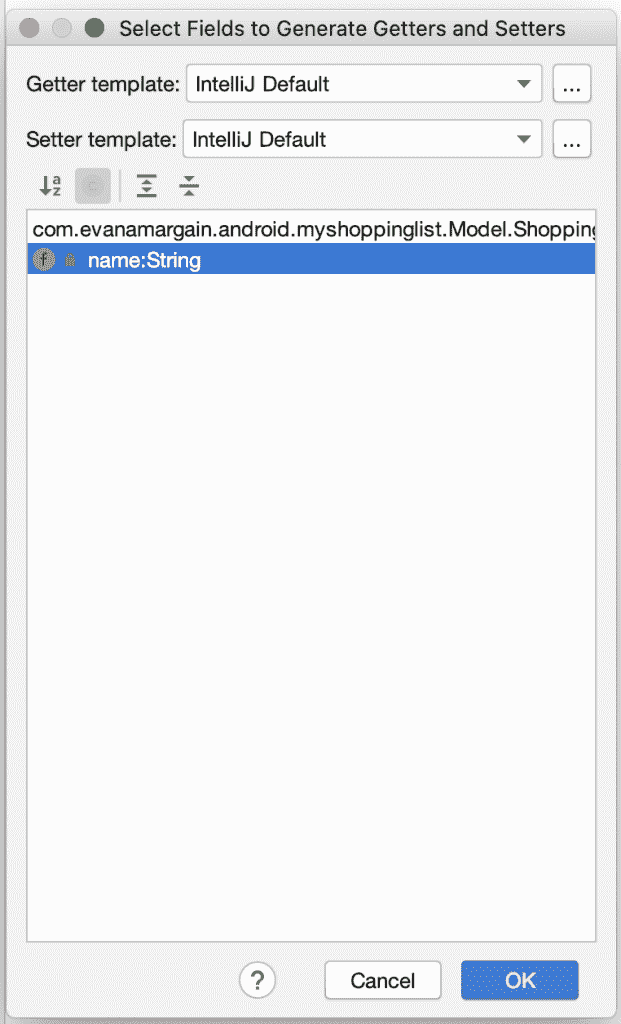 Select Fields to Generate Getters and Setters
Getter template: IntelliJ Default ...
Setter template: IntelliJ Default ...
az c
com.evanamargain.android.myshoppinglist.Model.Shopping
f name:String
? Cancel OK